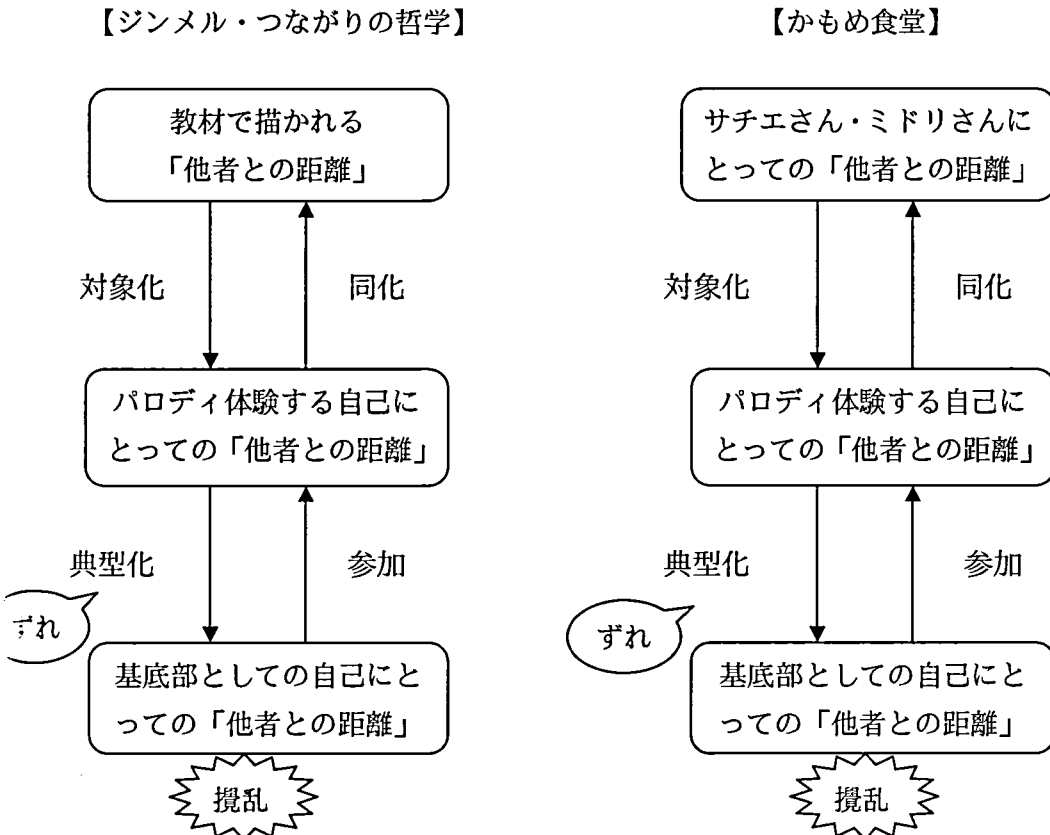 【ジンメル・つながりの哲学】
教材で描かれる
「他者との距離」
対象化
同化
パロディ体験する自己に
とっての「他者との距離」
典型化
参加
ずれ
基底部としての自己にと
っての「他者との距離」
攪乱
【かもめ食堂】
サチエさん・ミドリさんに
とっての「他者との距離」
対象化
同化
パロディ体験する自己に
とっての「他者との距離」
典型化
参加
ずれ
基底部としての自己にと
っての「他者との距離」
攪乱